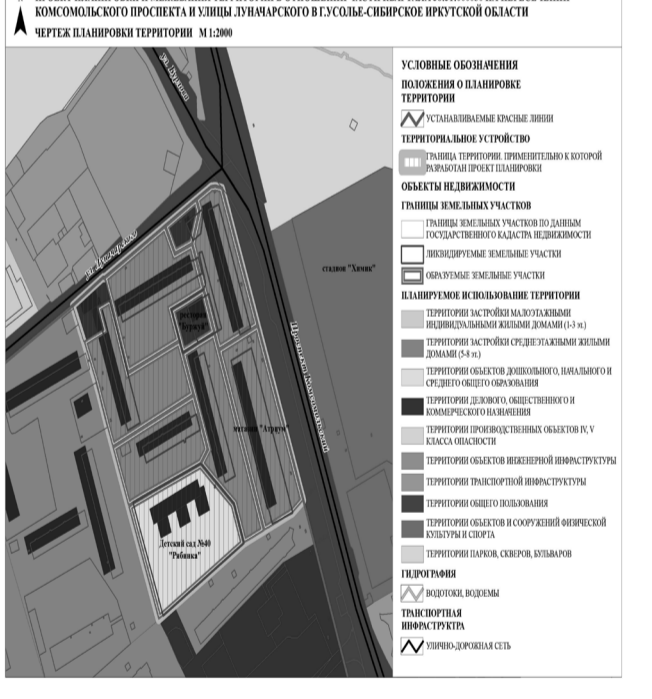 КОМСОМОЛЬСКОГО ПРОСПЕКТА И УЛИЦЫ ЛУНАЧАРСКОГО В Г.УСОЛЬЕ-СИБИРСКОЕ ИРКУТСКОЙ ОБЛАСТИ
ЧЕРТЕЖ ПЛАНИРОВКИ ТЕРРИТОРИИ М 1:2000
УСЛОВНЫЕ ОБОЗНАЧЕНИЯ
ПОЛОЖЕНИЯ О ПЛАНИРОВКЕ
ТЕРРИТОРИИ
УСТАНАВЛИВАЕМЫЕ КРАСНЫЕ ЛИНИИ
ТЕРРИТОРИАЛЬНОЕ УСТРОЙСТВО
ГРАНИЦА ТЕРРИТОРИИ. ПРИМЕНИТЕЛЬНО К КОТОРОЙ
РАЗРАБОТАН ПРОЕКТ ПЛАНИРОВКИ
ОБЪЕКТЫ НЕДВИЖИМОСТИ
ГРАНИЦЫ ЗЕМЕЛЬНЫХ УЧАСТКОВ
ГРАНИЦЫ ЗЕМЕЛЬНЫХ УЧАСТКОВ ПО ДАННЫМ
ГОСУДАРСТВЕННОГО КАДАСТРА НЕДВИЖИМОСТИ
ЛИКВИДИРУЕМЫЕ ЗЕМЕЛЬНЫЕ УЧАСТКИ
ОБРАЗУЕМЫЕ ЗЕМЕЛЬНЫЕ УЧАСТКИ
ПЛАНИРУЕМОЕ ИСПОЛЬЗОВАНИЕ ТЕРРИТОРИИ
ТЕРРИТОРИИ ЗАСТРОЙКИ МАЛОЭТАЖНЫМИ
ИНДИВИДУАЛЬНЫМИ ЖИЛЫМИ ДОМАМИ (1-3 эт.)
ТЕРРИТОРИИ ЗАСТРОЙКИ СРЕДНЕЭТАЖНЫМИ ЖИЛЫМИ
ДОМАМИ (5-8 эт.)
ТЕРРИТОРИИ ОБЪЕКТОВ ДОШКОЛЬНОГО, НАЧАЛЬНОГО И
СРЕДНЕГО ОБЩЕГО ОБРАЗОВАНИЯ
ТЕРРИТОРИИ ДЕЛОВОГО, ОБЩЕСТВЕННОГО И
КОММЕРЧЕСКОГО НАЗНАЧЕНИЯ
ТЕРРИТОРИИ ПРОИЗВОДСТВЕННЫХ ОБЪЕКТОВ IV, V
КЛАССА ОПАСНОСТИ
ТЕРРИТОРИИ ОБЪЕКТОВ ИНЖЕНЕРНОЙ ИНФРАСТРУКТУРЫ
ТЕРРИТОРИИ ТРАНСПОРТНОЙ ИНФРАСТРУКТУРЫ
ТЕРРИТОРИИ ОБЩЕГО ПОЛЬЗОВАНИЯ
ТЕРРИТОРИИ ОБЪЕКТОВ И СООРУЖЕНИЙ ФИЗИЧЕСКОЙ
КУЛЬТУРЫ И СПОРТА
ТЕРРИТОРИИ ПАРКОВ, СКВЕРОВ, БУЛЬВАРОВ
ГИДРОГРАФИЯ
ВОДОТОКИ, ВОДОЕМЫ
ТРАНСПОРТНАЯ
ИНФРАСТРУКТРА
УЛИЧНО-ДОРОЖНАЯ СЕТЬ
стадион "Химик"
Проспект Комсомольский
ресторан
"Буржуй"
магазин "Атриум"
Детский сад №40
"Рябинка"